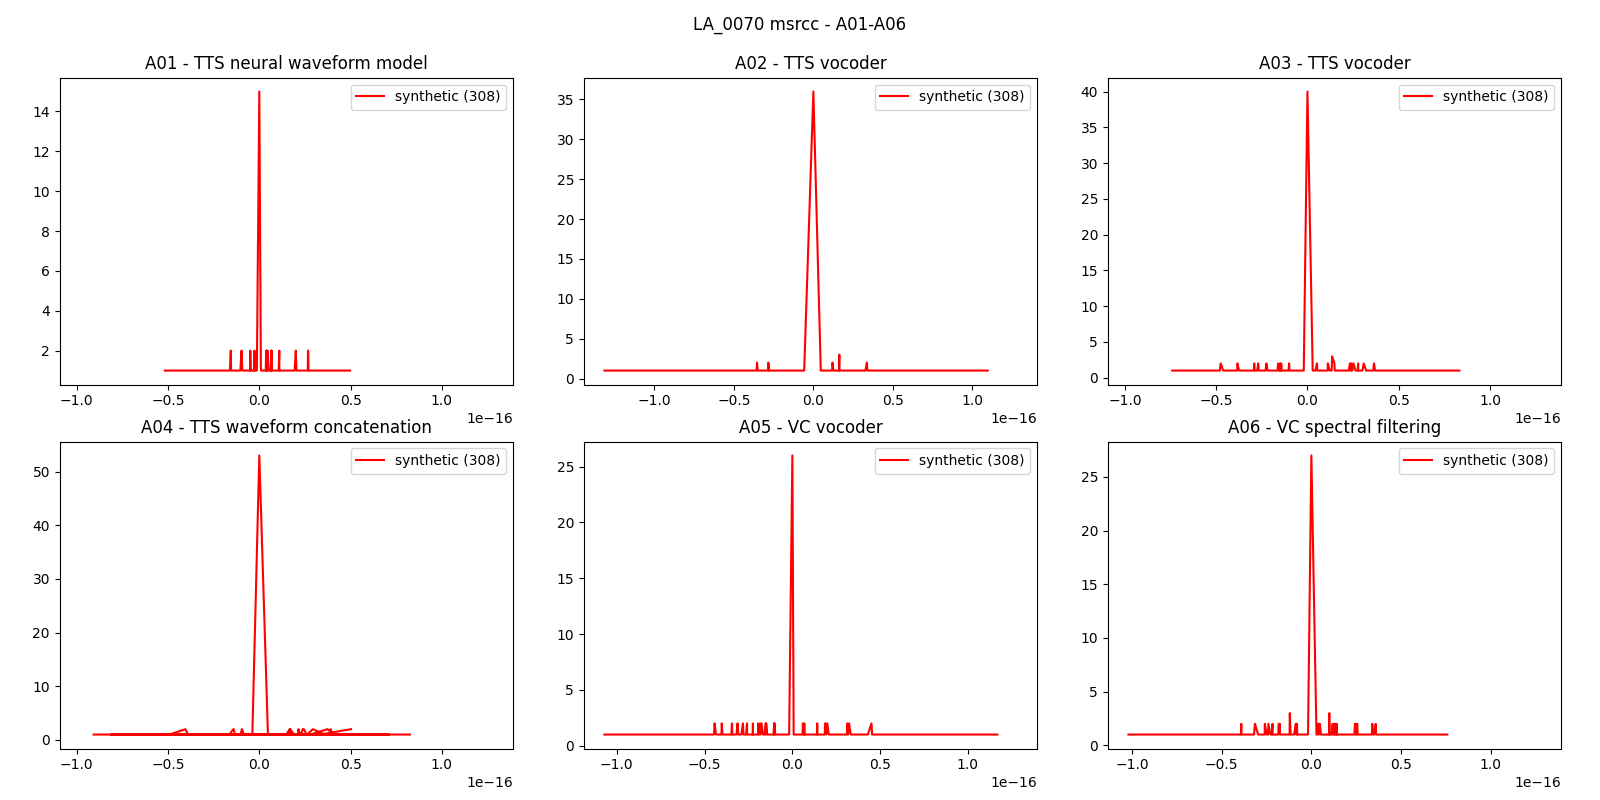 LA_0070 msrcc - A01-A06
A01 - TTS neural waveform model
synthetic (308)
14
12
10
8
6
4
2
−1.0 −0.5 0.0 0.5 1.0
1e−16
A02 - TTS vocoder
synthetic (308)
35
30
25
20
15
10
5
0
−1.0 −0.5 0.0 0.5 1.0
1e−16
A03 - TTS vocoder
synthetic (308)
40
35
30
25
20
15
10
5
0
−1.0 −0.5 0.0 0.5 1.0
1e−16
A04 - TTS waveform concatenation
synthetic (308)
50
40
30
20
10
0
−1.0 −0.5 0.0 0.5 1.0
1e−16
A05 - VC vocoder
synthetic (308)
25
20
15
10
5
0
−1.0 −0.5 0.0 0.5 1.0
1e−16
A06 - VC spectral filtering
synthetic (308)
25
20
15
10
5
0
−1.0 −0.5 0.0 0.5 1.0
1e−16